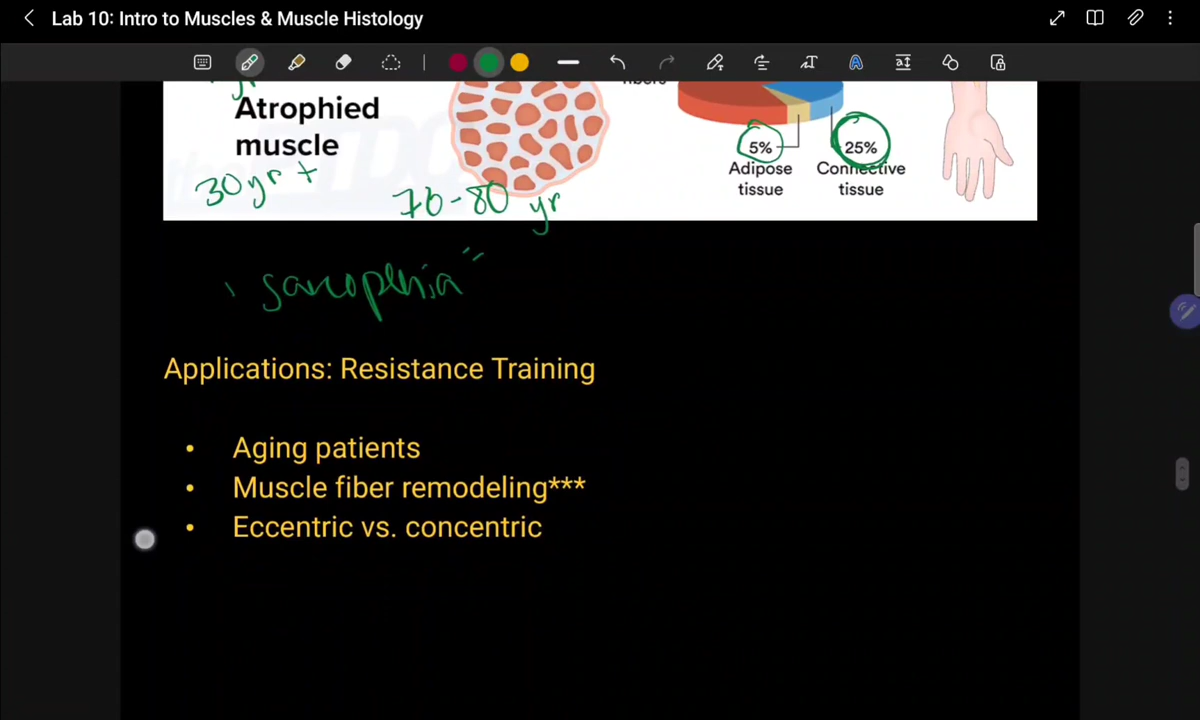 Lab 10: Intro to Muscles & Muscle Histology
Atrophied
muscle
30 yr +
70-80 yr
5%
Adipose
tissue
25%
Connective
tissue
"sarcopenia"
Applications: Resistance Training
• Aging patients
• Muscle fiber remodeling***
• Eccentric vs. concentric